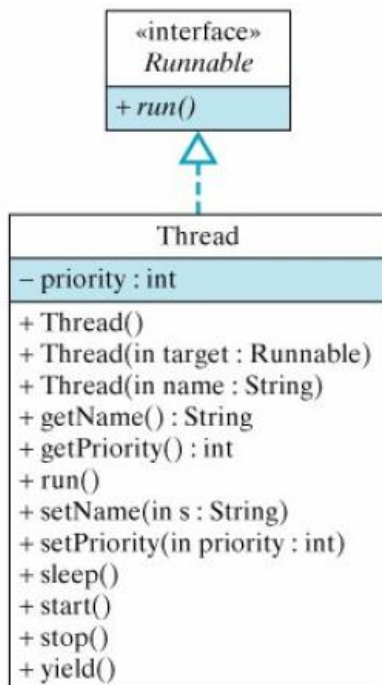 «interface»
Runnable
+ run()
Thread
– priority : int
+ Thread()
+ Thread(in target : Runnable)
+ Thread(in name : String)
+ getName() : String
+ getPriority() : int
+ run()
+ setName(in s : String)
+ setPriority(in priority : int)
+ sleep()
+ start()
+ stop()
+ yield()